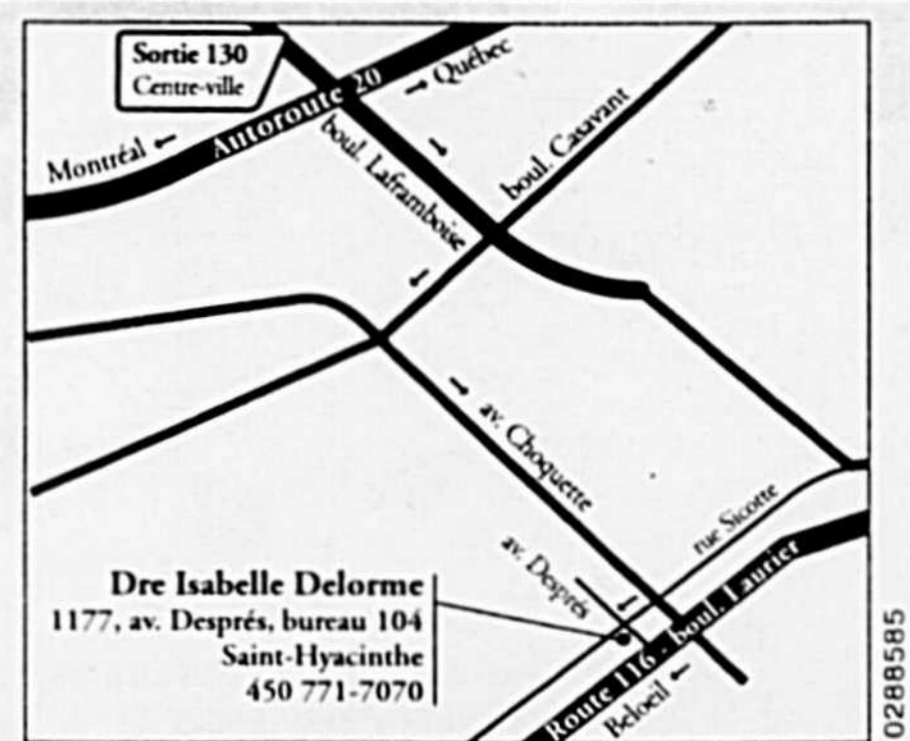 Sortie 130
Centre-ville
Montréal
Autoroute 20
Québec
boul. Laframboise
boul. Casavant
av. Choquette
rue Sicotte
av. Després
Dre Isabelle Delorme
1177, av. Després, bureau 104
Saint-Hyacinthe
450 771-7070
Route 116 - boul. Laurier
Beloeil
0288585